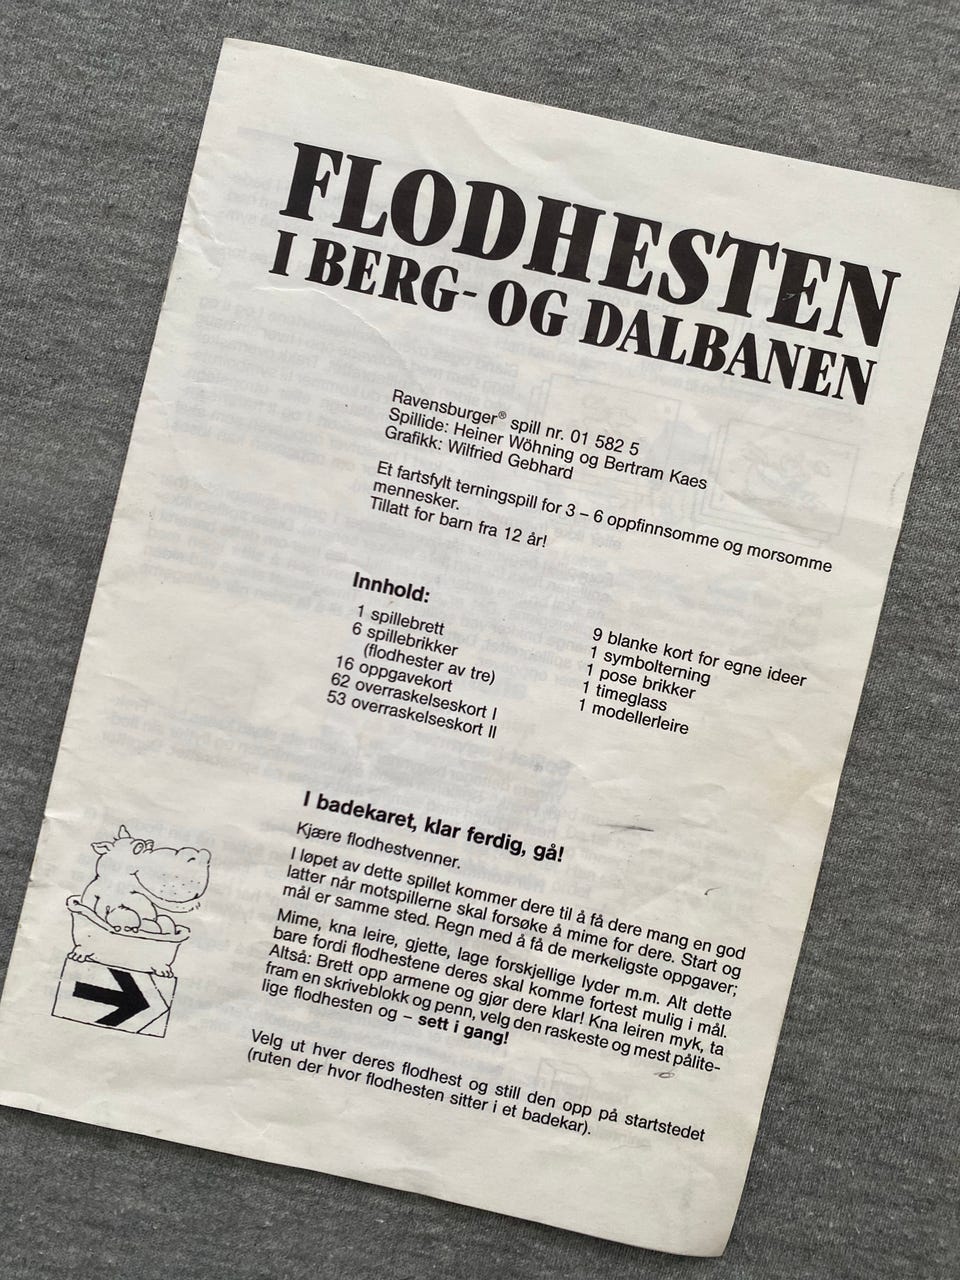 FLODHESTEN
I BERG- OG DALBANEN
Ravensburger® spill nr. 01 582 5
Spillide: Heiner Wöhning og Bertram Kaes
Grafikk: Wilfried Gebhard
Et fartsfylt terningspill for 3 – 6 oppfinnsomme og morsomme
mennesker.
Tillatt for barn fra 12 år!
Innhold:
1 spillebrett
6 spillebrikker
(flodhester av tre)
16 oppgavekort
62 overraskelseskort I
53 overraskelseskort II
9 blanke kort for egne ideer
1 symbolterning
1 pose brikker
1 timeglass
1 modellerleire
I badekaret, klar ferdig, gå!
Kjære flodhestvenner.
I løpet av dette spillet kommer dere til å få dere mang en god
latter når motspillerne skal forsøke å mime for dere. Start og
mål er samme sted. Regn med å få de merkeligste oppgaver;
Mime, kna leire, gjette, lage forskjellige lyder m.m. Alt dette
bare fordi flodhestene deres skal komme fortest mulig i mål.
Altså: Brett opp armene og gjør dere klar! Kna leiren myk, ta
fram en skriveblokk og penn, velg den raskeste og mest pålite-
lige flodhesten og – sett i gang!
Velg ut hver deres flodhest og still den opp på startstedet
(ruten der hvor flodhesten sitter i et badekar).